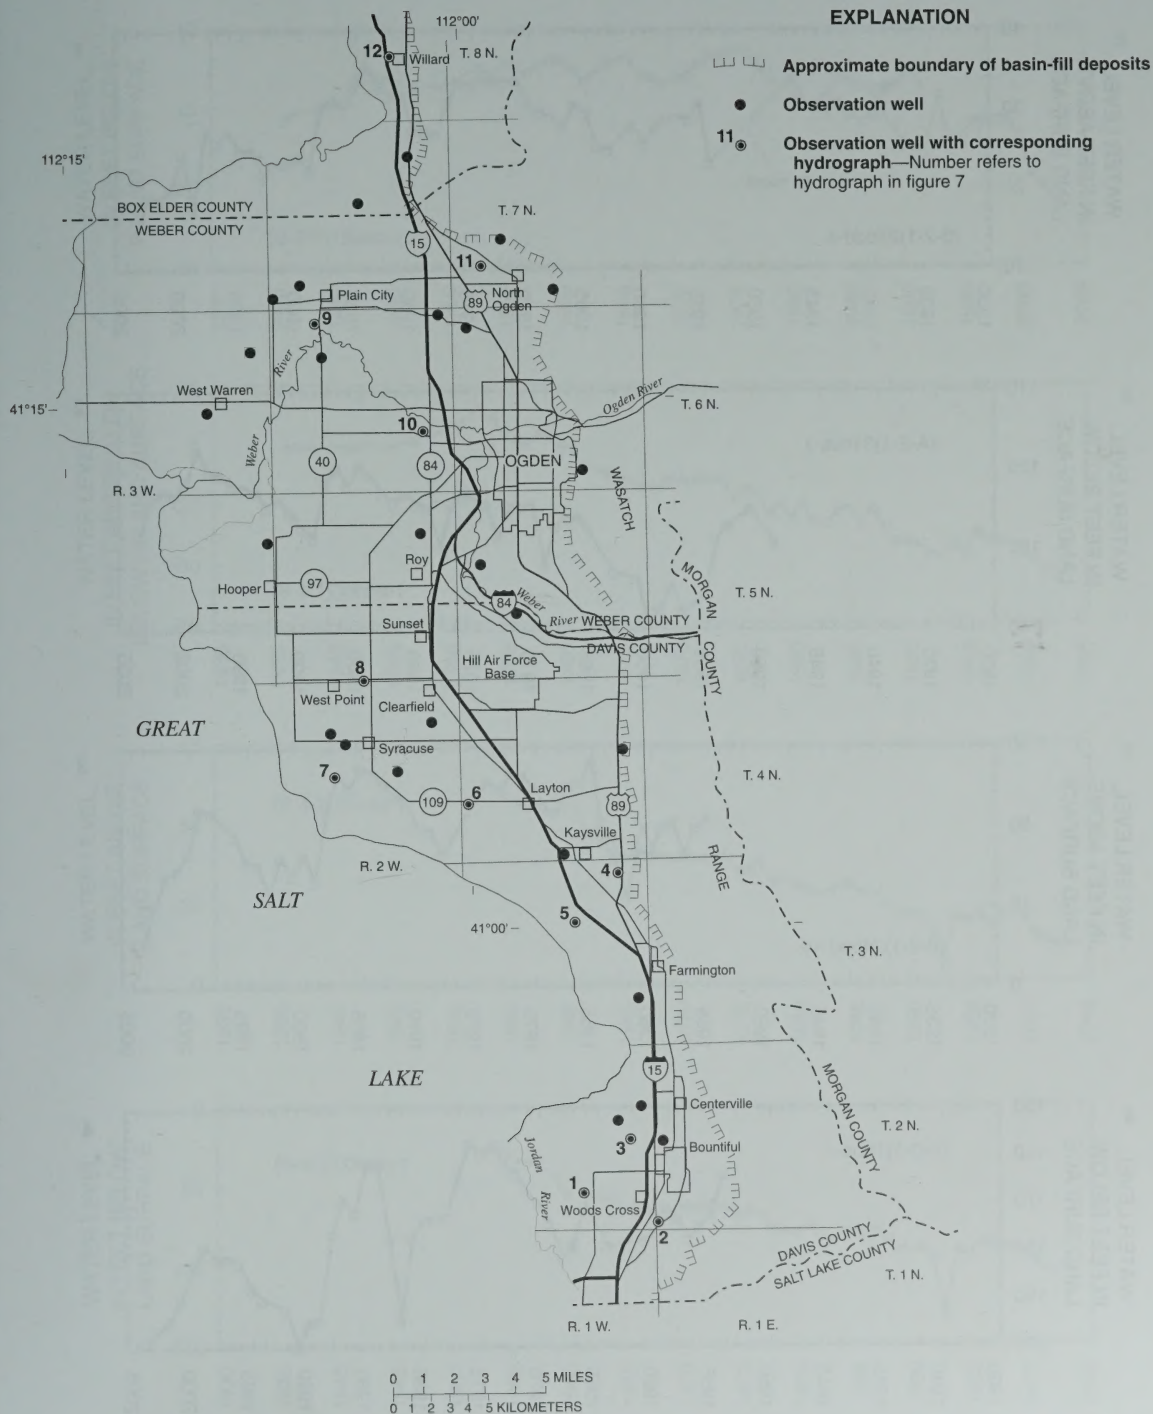 EXPLANATION
Approximate boundary of basin-fill deposits
Observation well
11 Observation well with corresponding
hydrograph—Number refers to
hydrograph in figure 7
112°00'
12
Willard
T. 8 N.
112°15'
BOX ELDER COUNTY
WEBER COUNTY
T. 7 N.
15
11
Plain City
89
North
Ogden
9
River
West Warren
41°15'
Ogden River
T. 6 N.
10
Weber
40
84
OGDEN
R. 3 W.
WASATCH
Roy
MORGAN
COUNTY
Hooper
97
84
Weber
T. 5 N.
River
WEBER COUNTY
DAVIS COUNTY
Sunset
8
Hill Air Force
Base
West Point
Clearfield
GREAT
Syracuse
7
T. 4 N.
109
6
Layton
89
Kaysville
R. 2 W.
4
RANGE
SALT
5
41°00'
T. 3 N.
Farmington
LAKE
15
MORGAN COUNTY
Centerville
T. 2 N.
3
Bountiful
Jordan
River
1
Woods Cross
2
DAVIS COUNTY
SALT LAKE COUNTY
T. 1 N.
R. 1 W.
R. 1 E.
0 1 2 3 4 5 MILES
0 1 2 3 4 5 KILOMETERS